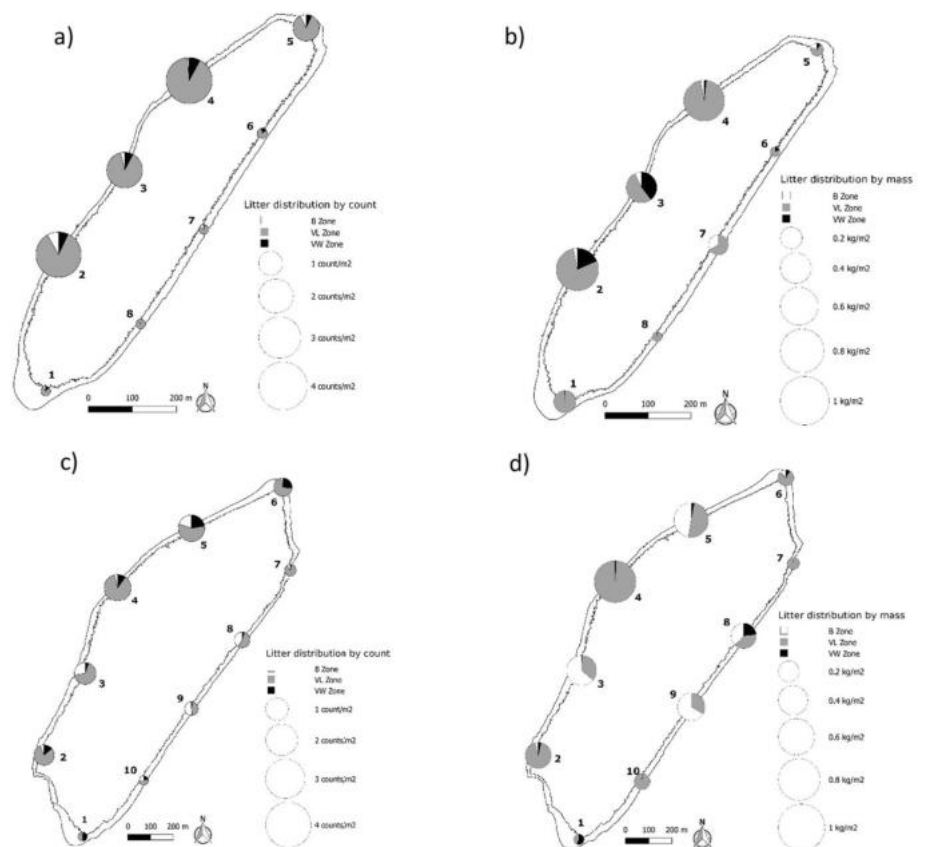 a)
5
4
6
3
7
2
8
1
Litter distribution by count
B Zone
VL Zone
VW Zone
1 count/m2
2 counts/m2
3 counts/m2
4 counts/m2
0 100 200 m
N
b)
5
4
6
3
7
2
8
1
Litter distribution by mass
B Zone
VL Zone
VW Zone
0.2 kg/m2
0.4 kg/m2
0.6 kg/m2
0.8 kg/m2
1 kg/m2
0 100 200 m
N
c)
6
5
4
7
8
3
9
2
10
1
Litter distribution by count
B Zone
VL Zone
VW Zone
1 count/m2
2 counts/m2
3 counts/m2
4 counts/m2
0 100 200 m
N
d)
6
5
4
7
8
3
9
2
10
1
Litter distribution by mass
B Zone
VL Zone
VW Zone
0.2 kg/m2
0.4 kg/m2
0.6 kg/m2
0.8 kg/m2
1 kg/m2
0 100 200 m
N